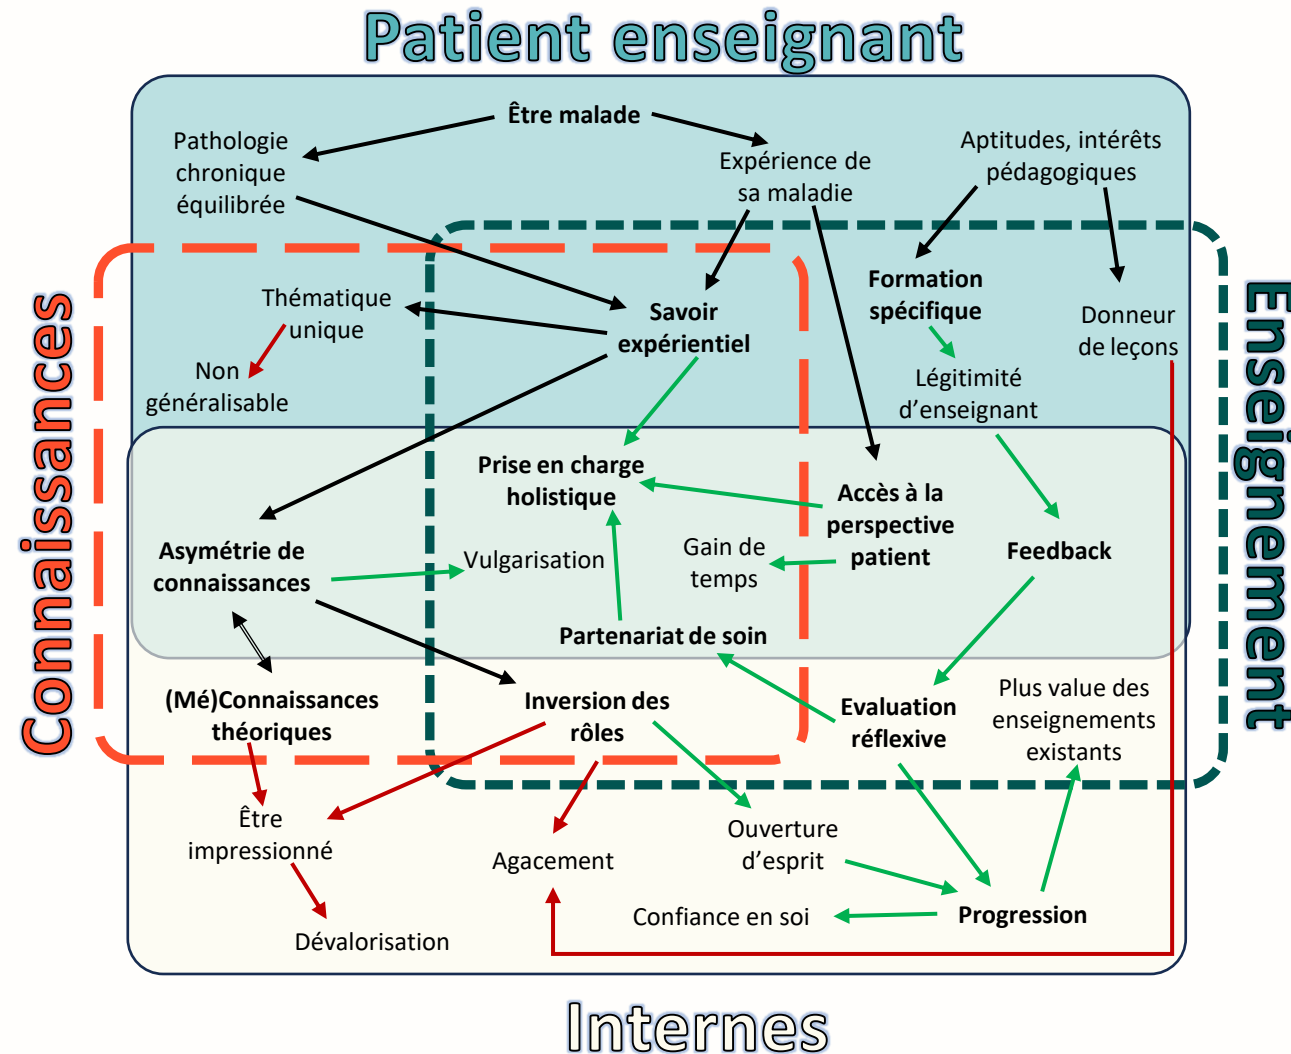 Patient enseignant
Être malade
Pathologie
chronique
équilibrée
Expérience de
sa maladie
Aptitudes, intérêts
pédagogiques
Connaissances
Enseignement
Thématique
unique
Non
généralisable
Savoir
expérientiel
Formation
spécifique
Donneur
de leçons
Légitimité
d’enseignant
Prise en charge
holistique
Accès à la
perspective
patient
Asymétrie de
connaissances
Vulgarisation
Gain de
temps
Feedback
Partenariat de soin
(Mé)Connaissances
théoriques
Inversion des
rôles
Evaluation
réflexive
Plus value des
enseignements
existants
Être
impressionné
Agacement
Ouverture
d’esprit
Dévalorisation
Confiance en soi
Progression
Internes